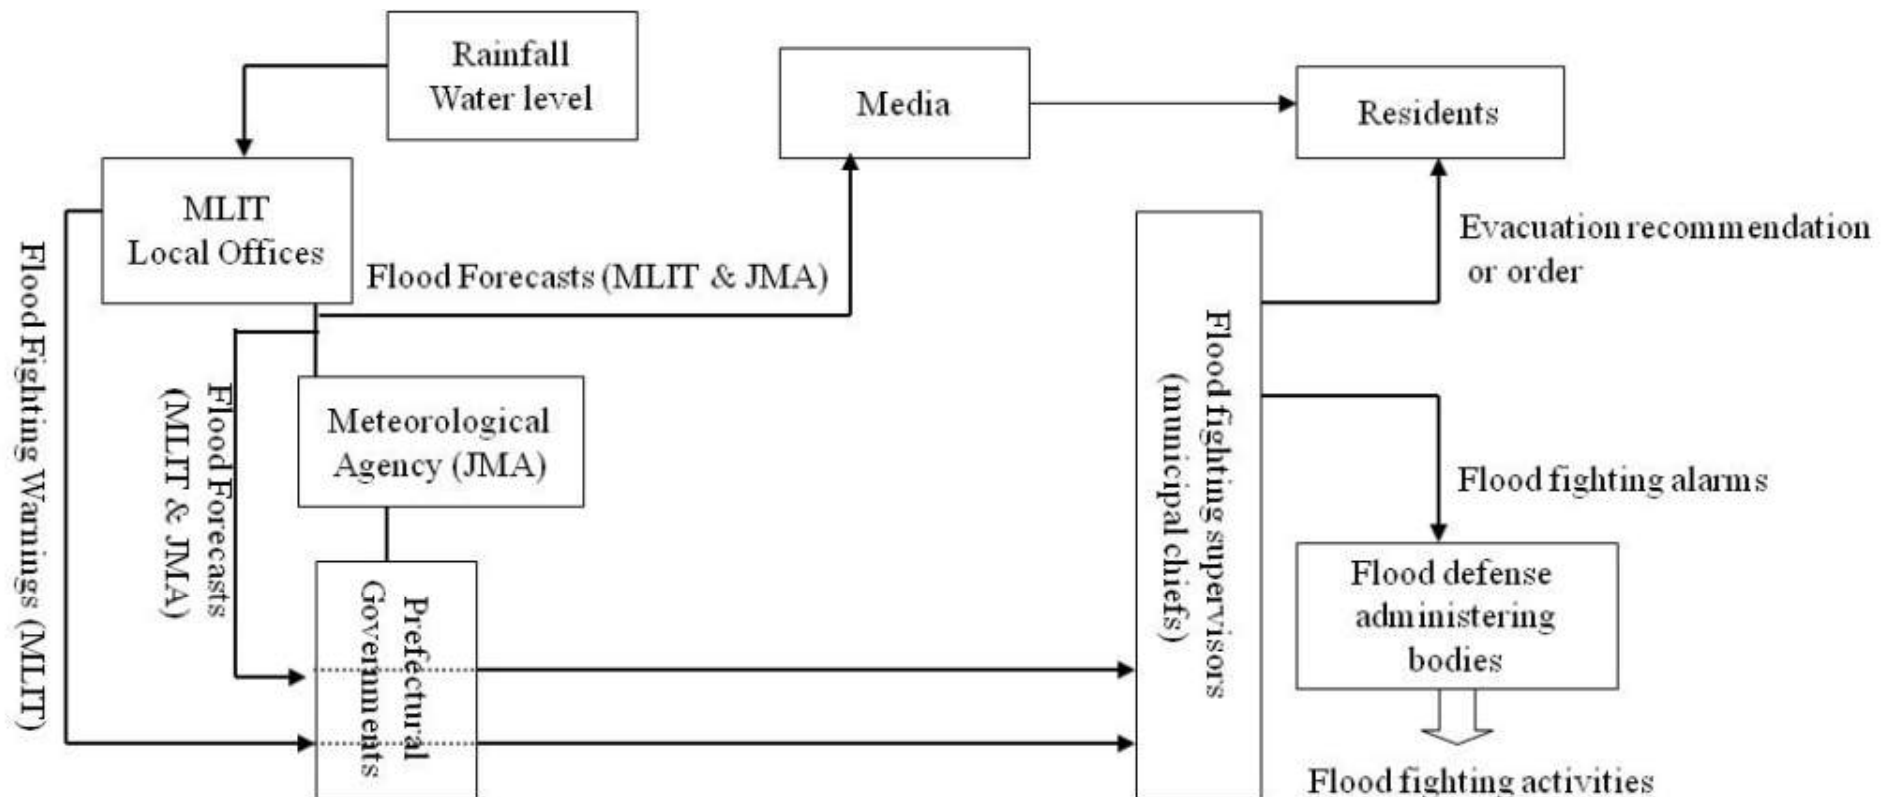 Rainfall
Water level
Media
Residents
MLIT
Local Offices
Flood Forecasts (MLIT & JMA)
Evacuation recommendation
or order
Flood Fighting Warnings (MLIT)
Flood Forecasts
(MLIT & JMA)
Meteorological
Agency (JMA)
Prefectural
Governments
Flood fighting supervisors
(municipal chiefs)
Flood fighting alarms
Flood defense
administering
bodies
Flood fighting activities